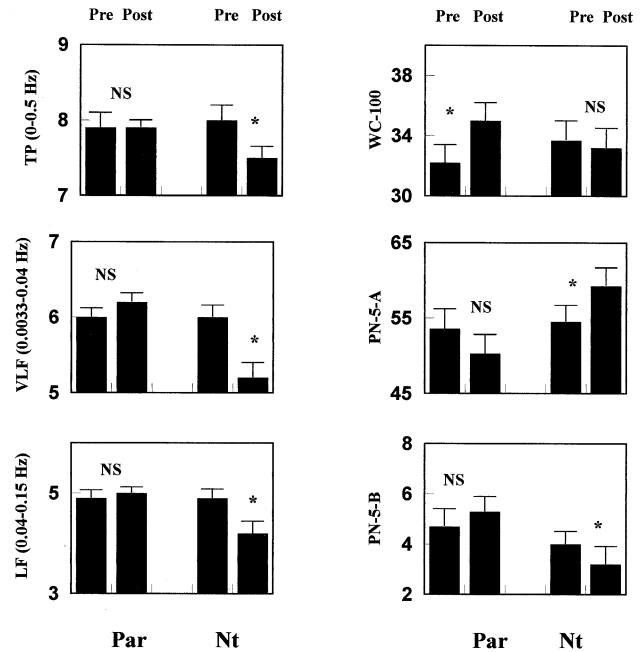 Pre Post Pre Post
9
8
7
TP (0-0.5 Hz)
NS
*
7
6
5
VLF (0.0033-0.04 Hz)
NS
*
7
5
3
LF (0.04-0.15 Hz)
NS
*
Par Nt
Pre Post Pre Post
38
34
30
WC-100
*
NS
65
55
45
PN-5-A
NS
*
8
6
4
2
PN-5-B
NS
*
Par Nt